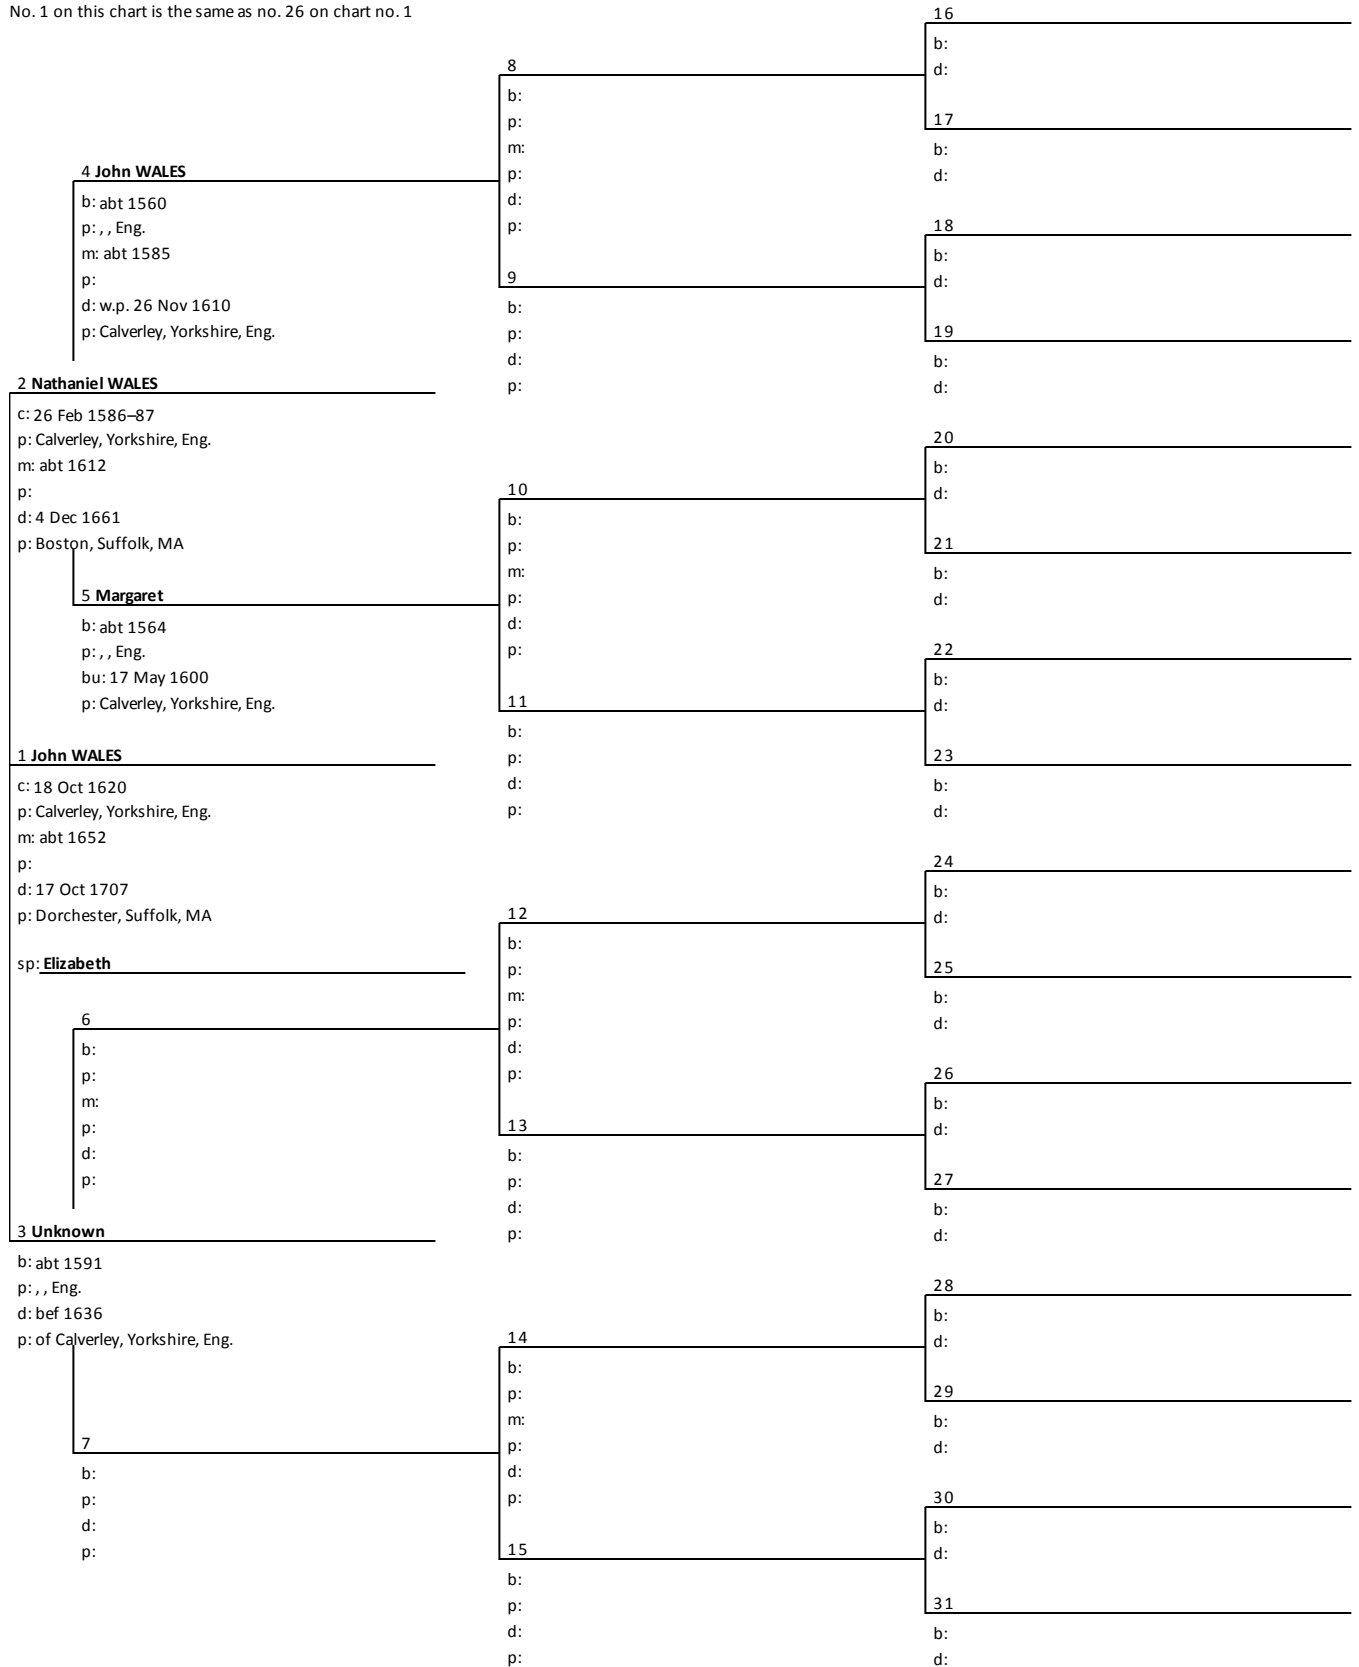 No. 1 on this chart is the same as no. 26 on chart no. 1
16
b:
d:
8
b:
p:
m:
p:
d:
p:
17
b:
d:
4 John WALES
b: abt 1560
p: , , Eng.
m: abt 1585
p:
d: w.p. 26 Nov 1610
p: Calverley, Yorkshire, Eng.
18
b:
d:
9
b:
p:
d:
p:
19
b:
d:
2 Nathaniel WALES
c: 26 Feb 1586–87
p: Calverley, Yorkshire, Eng.
m: abt 1612
p:
d: 4 Dec 1661
p: Boston, Suffolk, MA
20
b:
d:
10
b:
p:
m:
p:
d:
p:
21
b:
d:
5 Margaret
b: abt 1564
p: , , Eng.
bu: 17 May 1600
p: Calverley, Yorkshire, Eng.
22
b:
d:
11
b:
p:
d:
p:
23
b:
d:
1 John WALES
c: 18 Oct 1620
p: Calverley, Yorkshire, Eng.
m: abt 1652
p:
d: 17 Oct 1707
p: Dorchester, Suffolk, MA
sp: Elizabeth
24
b:
d:
12
b:
p:
m:
p:
d:
p:
25
b:
d:
6
b:
p:
m:
p:
d:
p:
26
b:
d:
13
b:
p:
d:
p:
27
b:
d:
3 Unknown
b: abt 1591
p: , , Eng.
d: bef 1636
p: of Calverley, Yorkshire, Eng.
28
b:
d:
14
b:
p:
m:
p:
d:
p:
29
b:
d:
7
b:
p:
d:
p:
30
b:
d:
15
b:
p:
d:
p:
31
b:
d: